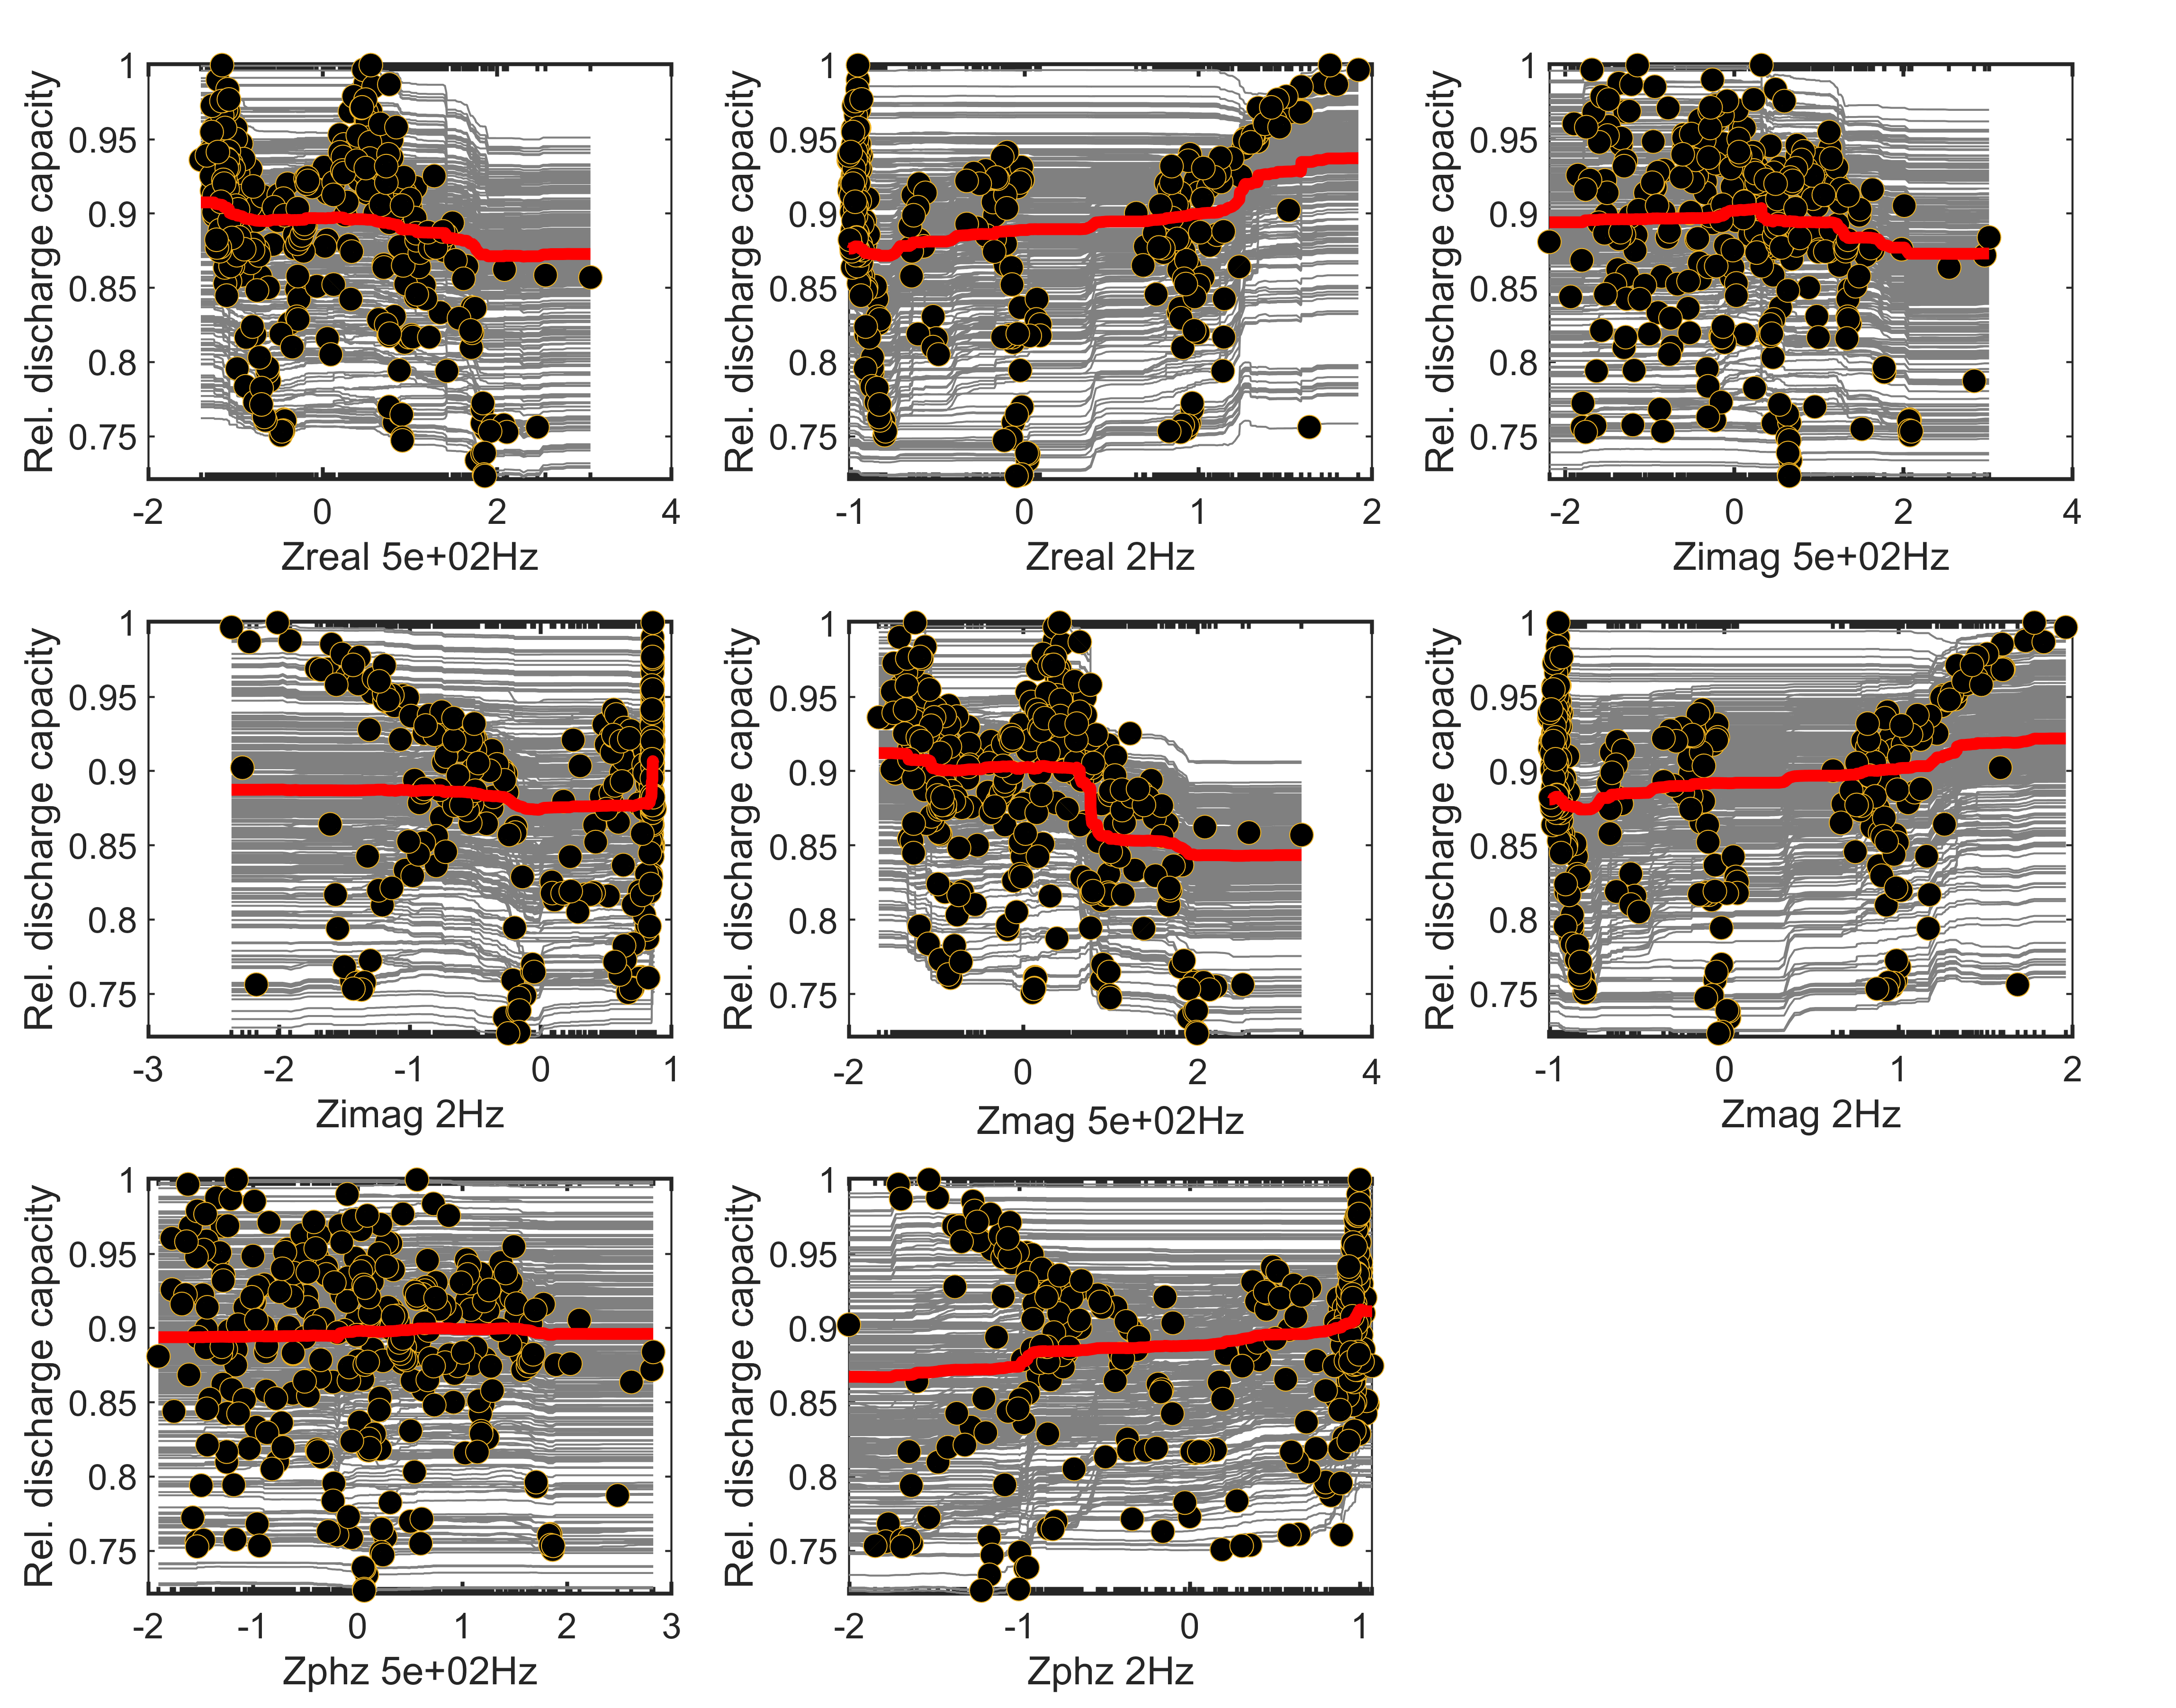 Rel. discharge capacity
1
0.95
0.9
0.85
0.8
0.75
-2 0 2 4
Zreal 5e+02Hz
Rel. discharge capacity
1
0.95
0.9
0.85
0.8
0.75
-1 0 1 2
Zreal 2Hz
Rel. discharge capacity
1
0.95
0.9
0.85
0.8
0.75
-2 0 2 4
Zimag 5e+02Hz
Rel. discharge capacity
1
0.95
0.9
0.85
0.8
0.75
-3 -2 -1 0 1
Zimag 2Hz
Rel. discharge capacity
1
0.95
0.9
0.85
0.8
0.75
-2 0 2 4
Zmag 5e+02Hz
Rel. discharge capacity
1
0.95
0.9
0.85
0.8
0.75
-1 0 1 2
Zmag 2Hz
Rel. discharge capacity
1
0.95
0.9
0.85
0.8
0.75
-2 -1 0 1 2 3
Zphz 5e+02Hz
Rel. discharge capacity
1
0.95
0.9
0.85
0.8
0.75
-2 -1 0 1
Zphz 2Hz